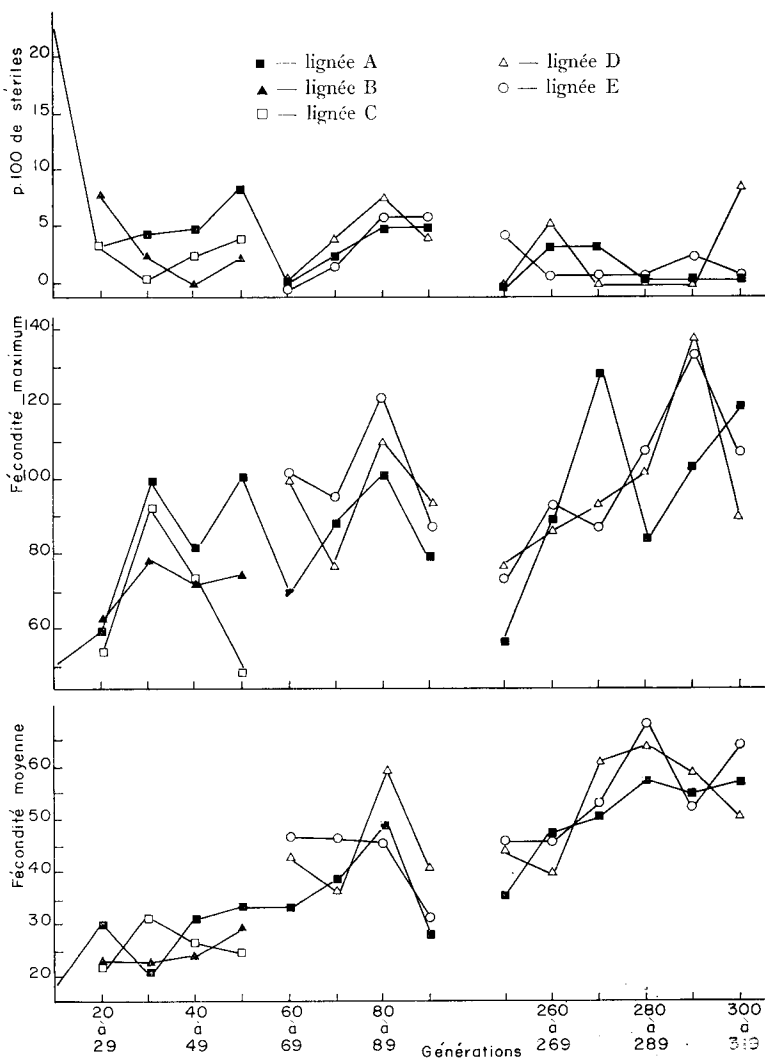 ■ — lignée A
▲ — lignée B
□ — lignée C
△ — lignée D
○ — lignée E
p.100 de stériles
20
15
10
5
0
Fécondité maximum
140
120
100
80
60
Fécondité moyenne
60
50
40
30
20
20 à 29
40 à 49
60 à 69
80 à 89
260 à 269
280 à 289
300 à 319
Générations